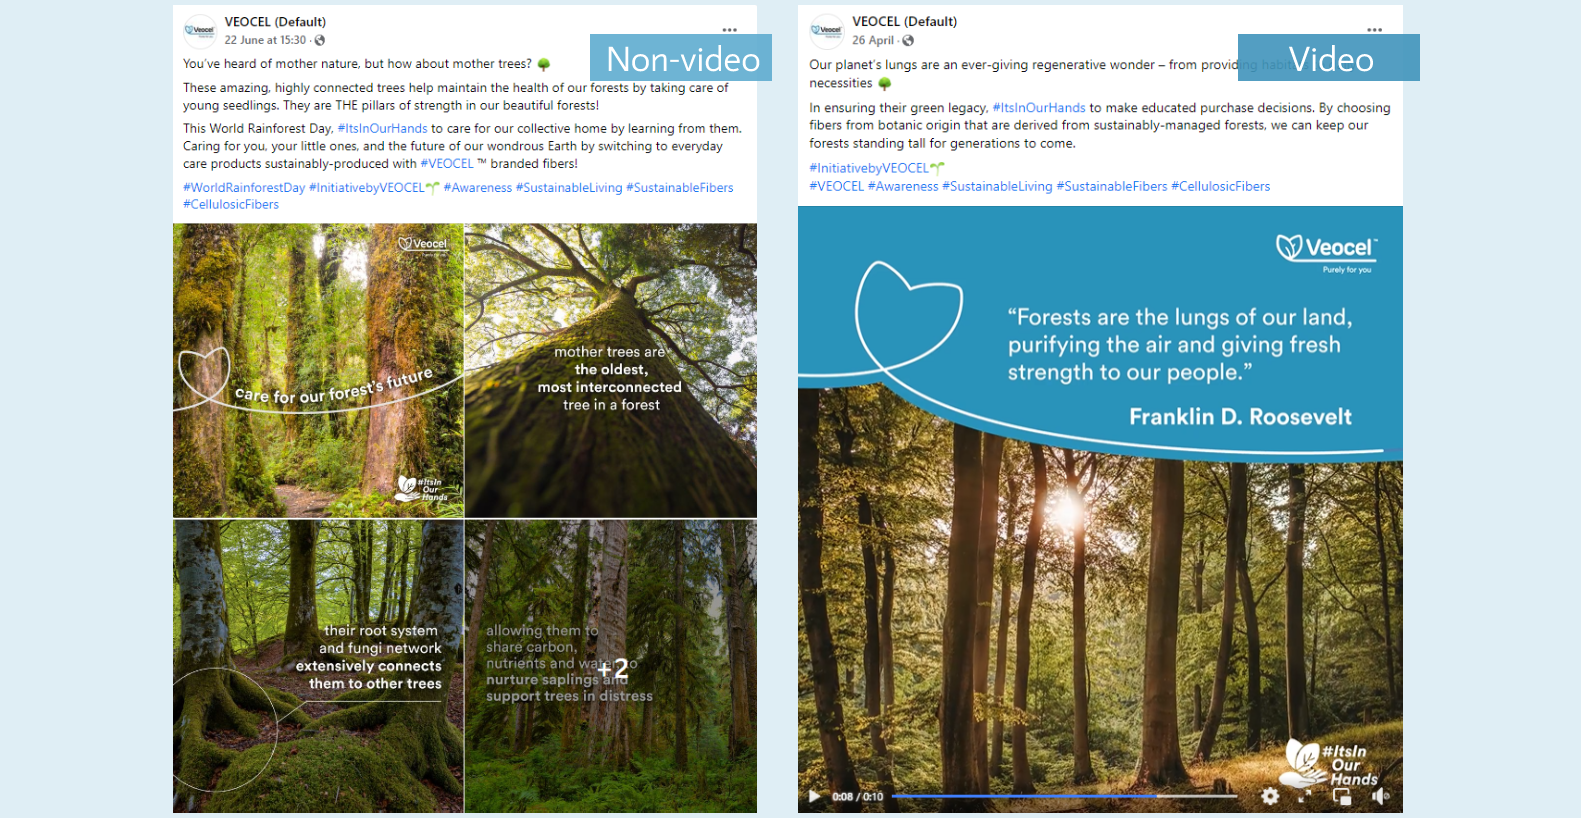 VEOCEL (Default)
22 June at 15:30 ·
Non-video
You've heard of mother nature, but how about mother trees?
These amazing, highly connected trees help maintain the health of our forests by taking care of
young seedlings. They are THE pillars of strength in our beautiful forests!
This World Rainforest Day, #ItsInOurHands to care for our collective home by learning from them.
Caring for you, your little ones, and the future of our wondrous Earth by switching to everyday
care products sustainably-produced with #VEOCEL ™ branded fibers!
#WorldRainforestDay #InitiativebyVEOCEL🌱 #Awareness #SustainableLiving #SustainableFibers
#CellulosicFibers
Veocel
care for our forest's future
#ItsIn
Our
Hands
mother trees are
the oldest,
most interconnected
tree in a forest
their root system
and fungi network
extensively connects
them to other trees
allowing them to
share carbon,
nutrients and water to
nurture saplings and
support trees in distress
+2
VEOCEL (Default)
26 April ·
Video
Our planet's lungs are an ever-giving regenerative wonder – from providing habitat
necessities
In ensuring their green legacy, #ItsInOurHands to make educated purchase decisions. By choosing
fibers from botanic origin that are derived from sustainably-managed forests, we can keep our
forests standing tall for generations to come.
#InitiativebyVEOCEL🌱
#VEOCEL #Awareness #SustainableLiving #SustainableFibers #CellulosicFibers
Veocel™
Purely for you
“Forests are the lungs of our land,
purifying the air and giving fresh
strength to our people.”
Franklin D. Roosevelt
#ItsIn
Our
Hands
0:08 / 0:10